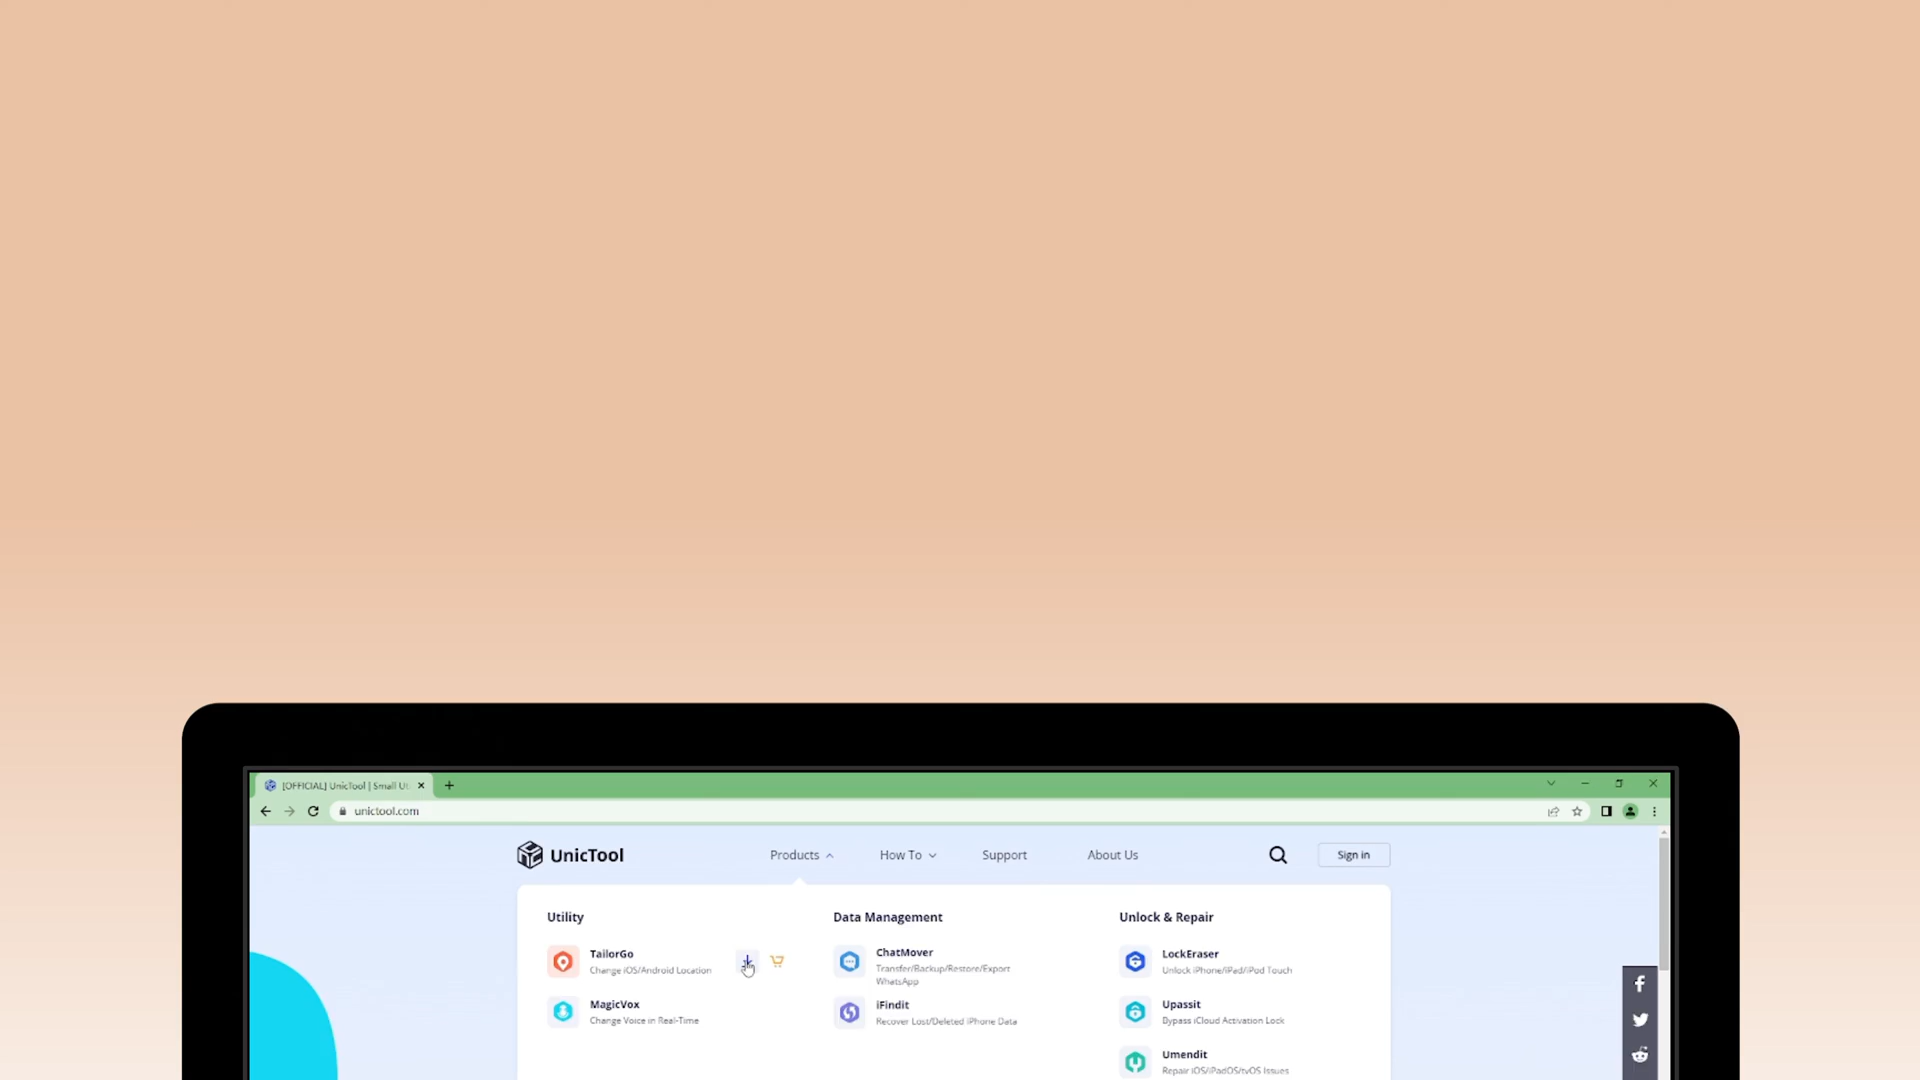 [OFFICIAL] UnicTool | Small Ut
unictool.com
UnicTool
Products
How To
Support
About Us
Sign in
Utility
Data Management
Unlock & Repair
TailorGo
Change iOS/Android Location
ChatMover
Transfer/Backup/Restore/Export
WhatsApp
LockEraser
Unlock iPhone/iPad/iPod Touch
MagicVox
Change Voice in Real-Time
iFindit
Recover Lost/Deleted iPhone Data
Upassit
Bypass iCloud Activation Lock
Umendit
Repair iOS/iPadOS/tvOS Issues